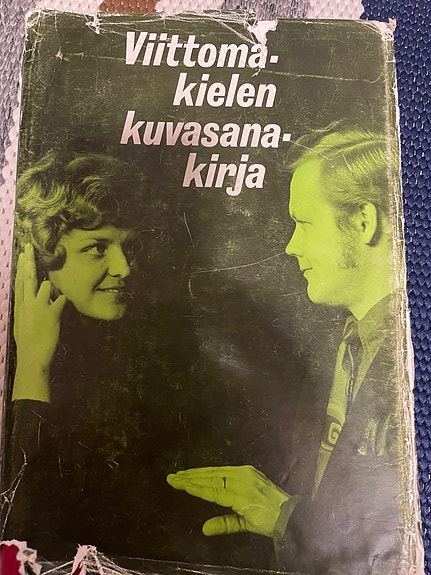 Viittoma-
kielen
kuvasana-
kirja